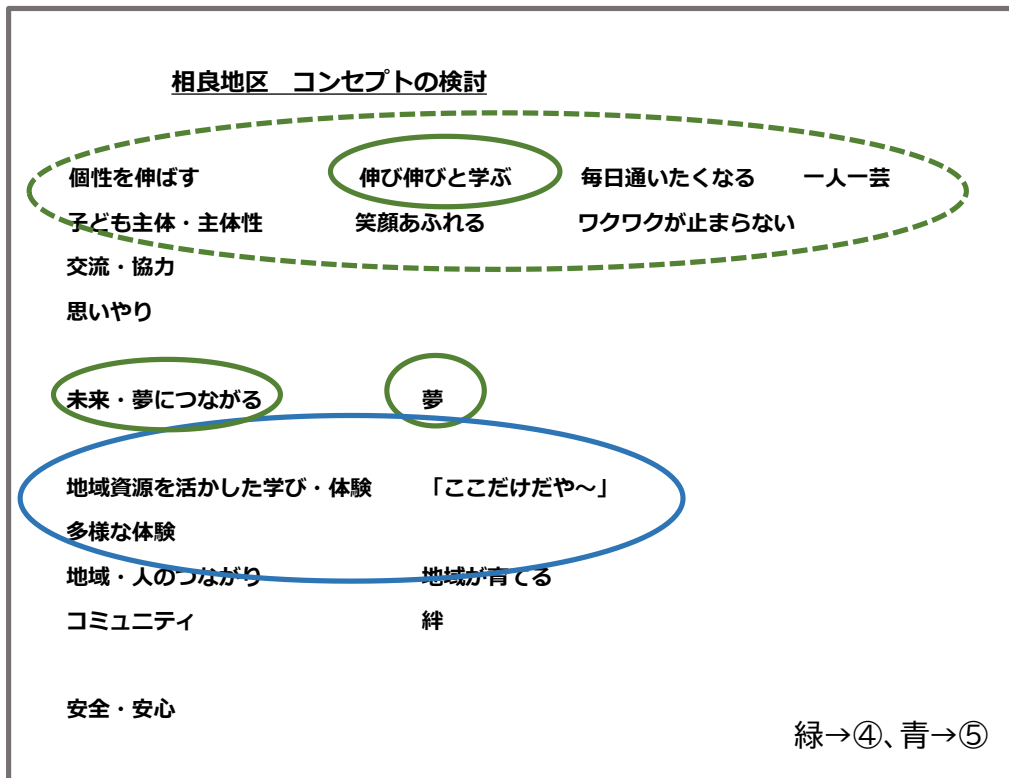 相良地区　コンセプトの検討
個性を伸ばす　伸び伸びと学ぶ　毎日通いたくなる　一人一芸
子ども主体・主体性　笑顔あふれる　ワクワクが止まらない
交流・協力
思いやり
未来・夢につながる　夢
地域資源を活かした学び・体験　「ここだけだや～」
多様な体験
地域・人のつながり　地域が育てる
コミュニティ　絆
安全・安心
緑→④、青→⑤